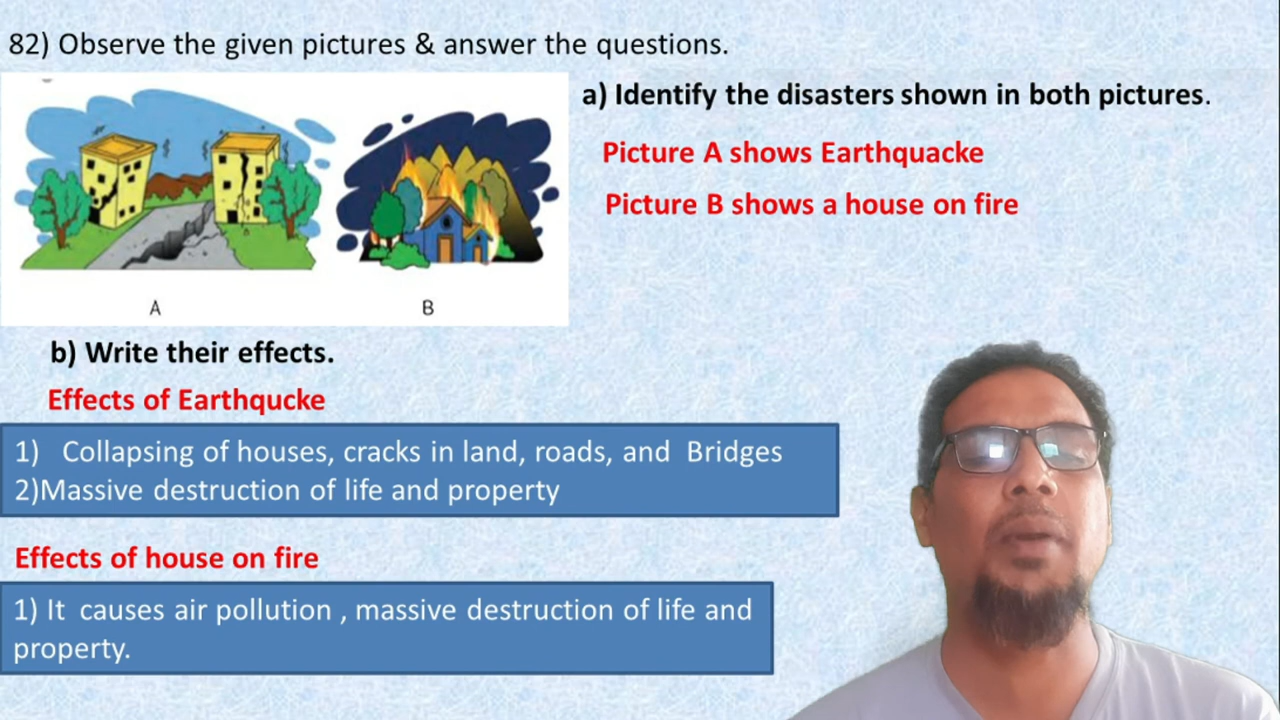 82) Observe the given pictures & answer the questions.
a) Identify the disasters shown in both pictures.
Picture A shows Earthquacke
Picture B shows a house on fire
A
B
b) Write their effects.
Effects of Earthqucke
1) Collapsing of houses, cracks in land, roads, and Bridges
2)Massive destruction of life and property
Effects of house on fire
1) It causes air pollution , massive destruction of life and
property.